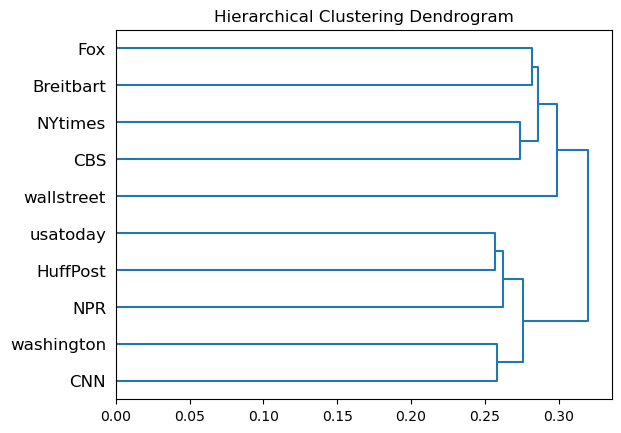 Hierarchical Clustering Dendrogram
Fox
Breitbart
NYtimes
CBS
wallstreet
usatoday
HuffPost
NPR
washington
CNN
0.00 0.05 0.10 0.15 0.20 0.25 0.30